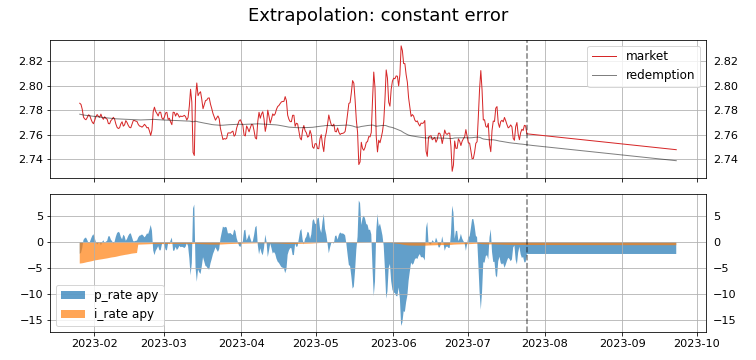 Extrapolation: constant error
2.82 2.82
2.80 2.80
2.78 2.78
2.76 2.76
2.74 2.74
market
redemption
5 5
0 0
−5 −5
−10 −10
−15 −15
p_rate apy
i_rate apy
2023-02 2023-03 2023-04 2023-05 2023-06 2023-07 2023-08 2023-09 2023-10